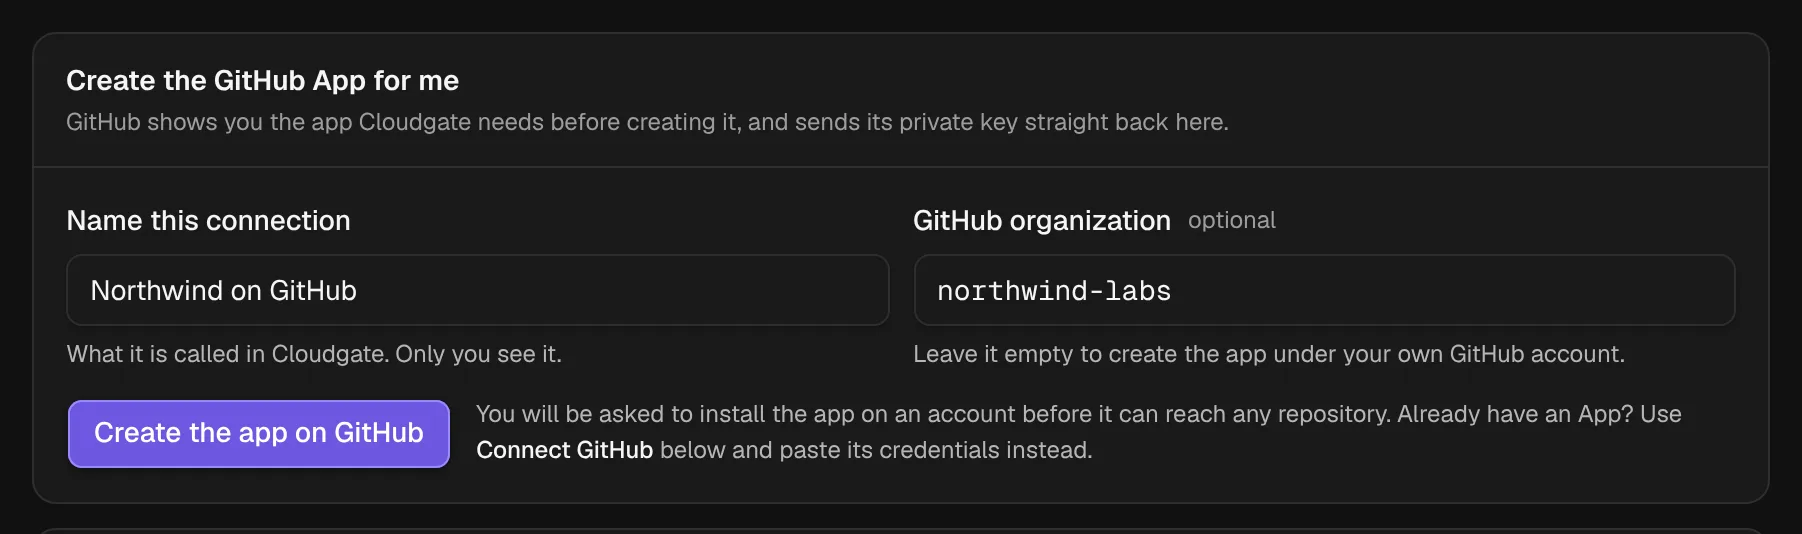 Create the GitHub App for me
GitHub shows you the app Cloudgate needs before creating it, and sends its private key straight back here.
Name this connection
Northwind on GitHub
What it is called in Cloudgate. Only you see it.
GitHub organization optional
northwind-labs
Leave it empty to create the app under your own GitHub account.
Create the app on GitHub
You will be asked to install the app on an account before it can reach any repository. Already have an App? Use
Connect GitHub below and paste its credentials instead.